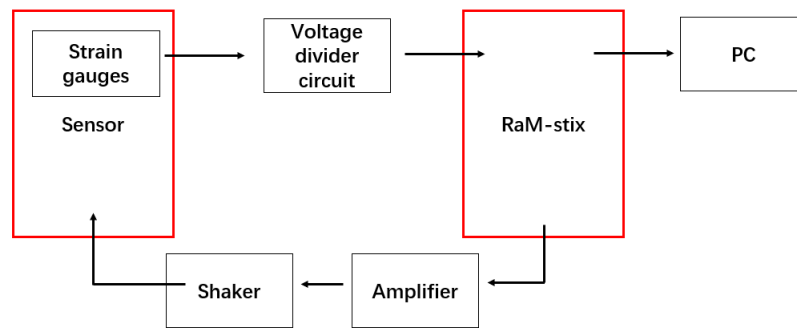 Strain
gauges
Sensor
Voltage
divider
circuit
RaM-stix
PC
Shaker
Amplifier